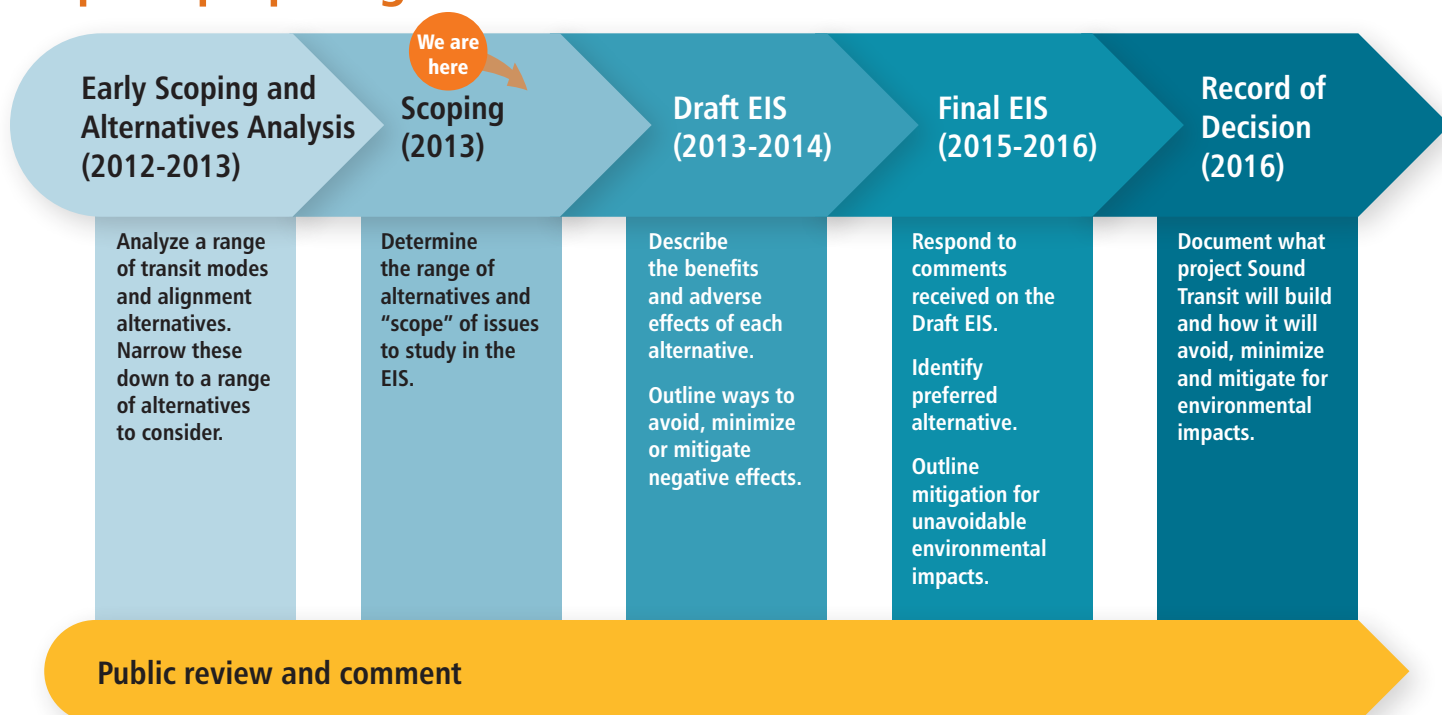 We are
here
Early Scoping and
Alternatives Analysis
(2012-2013)
Scoping
(2013)
Draft EIS
(2013-2014)
Final EIS
(2015-2016)
Record of
Decision
(2016)
Analyze a range
of transit modes
and alignment
alternatives.
Narrow these
down to a range
of alternatives
to consider.
Determine
the range of
alternatives and
“scope” of issues
to study in the
EIS.
Describe
the benefits
and adverse
effects of each
alternative.
Outline ways to
avoid, minimize
or mitigate
negative effects.
Respond to
comments
received on the
Draft EIS.
Identify
preferred
alternative.
Outline
mitigation for
unavoidable
environmental
impacts.
Document what
project Sound
Transit will build
and how it will
avoid, minimize
and mitigate for
environmental
impacts.
Public review and comment